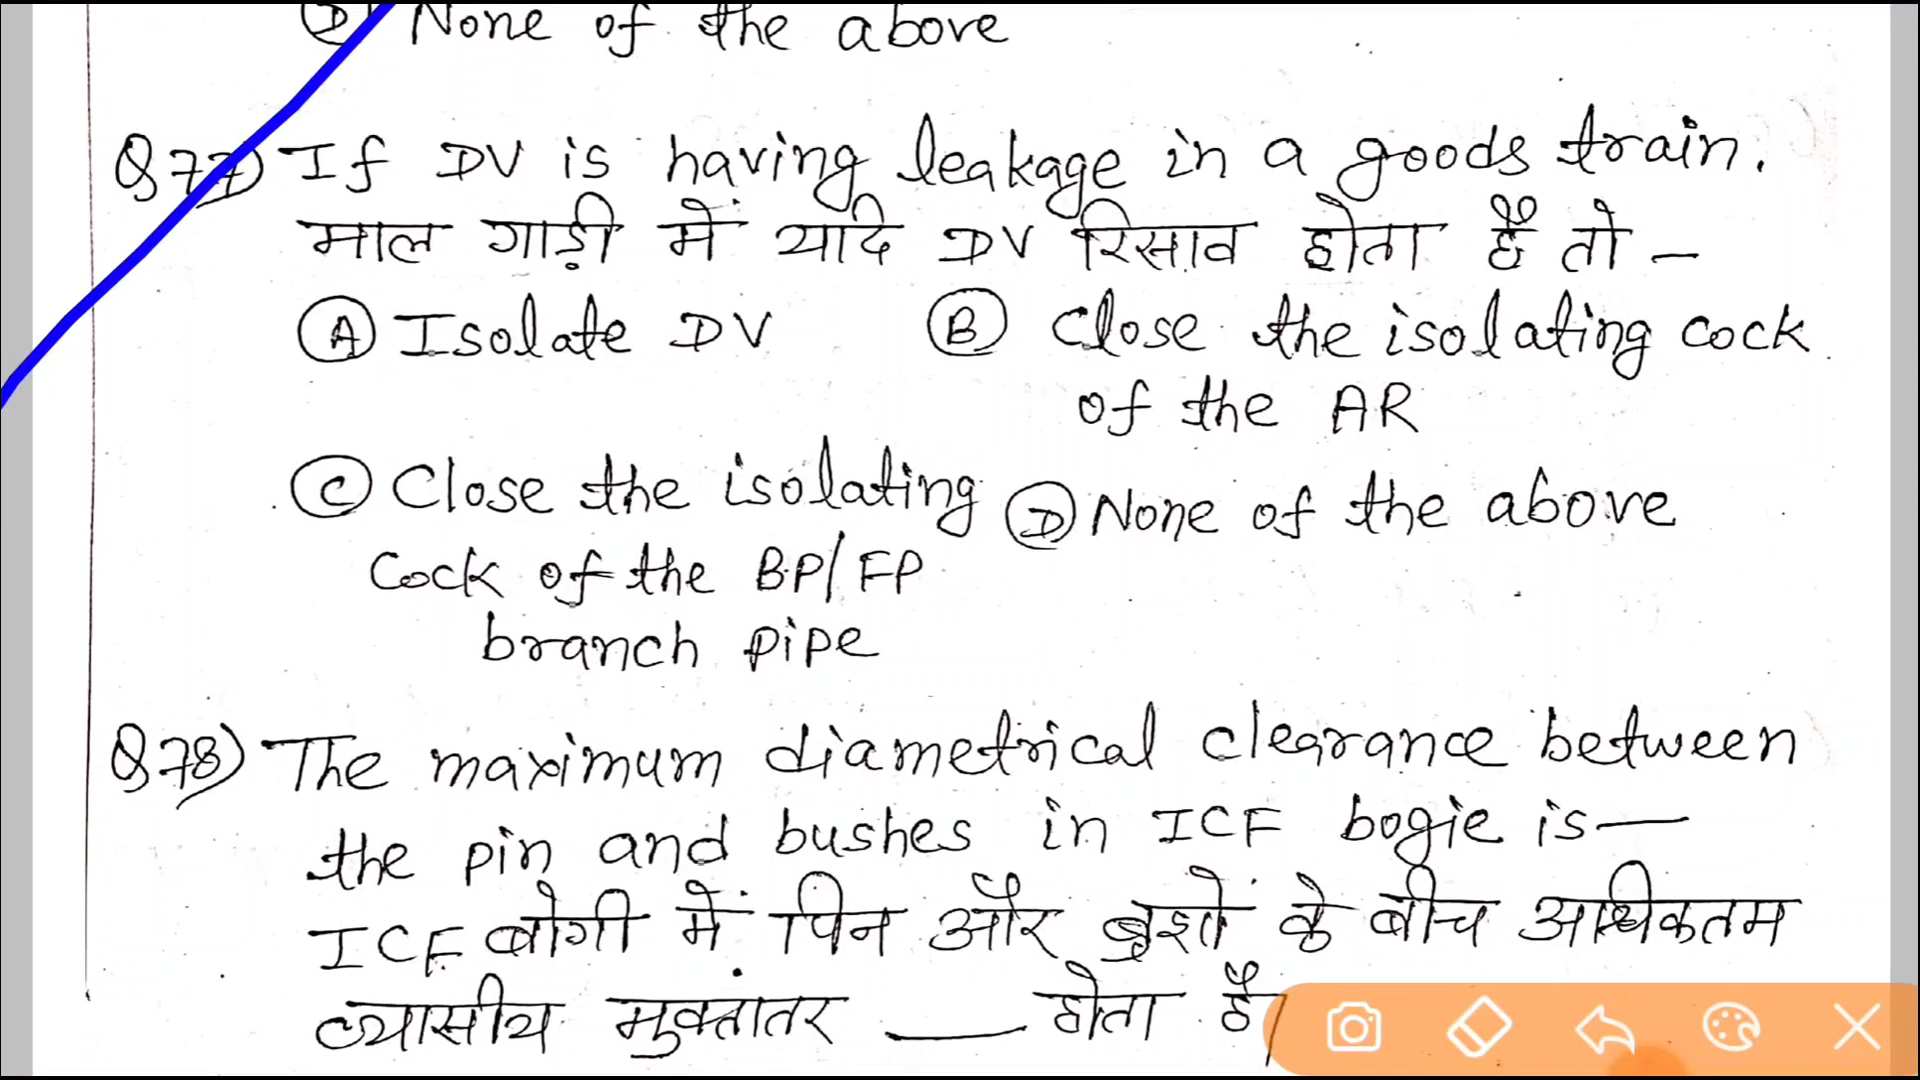 D None of the above
Q77) If DV is having leakage in a goods train.
माल गाड़ी में यदि DV रिसाव होता है तो –
A Isolate DV B Close the isolating cock
of the AR
C Close the isolating D None of the above
Cock of the BP/FP
branch pipe
Q78) The maximum diametrical clearance between
the pin and bushes in ICF bogie is —
ICF बोगी में पिन और बुशों के बीच अधिकतम
व्यासीय मुक्तांतर ___ होता है।